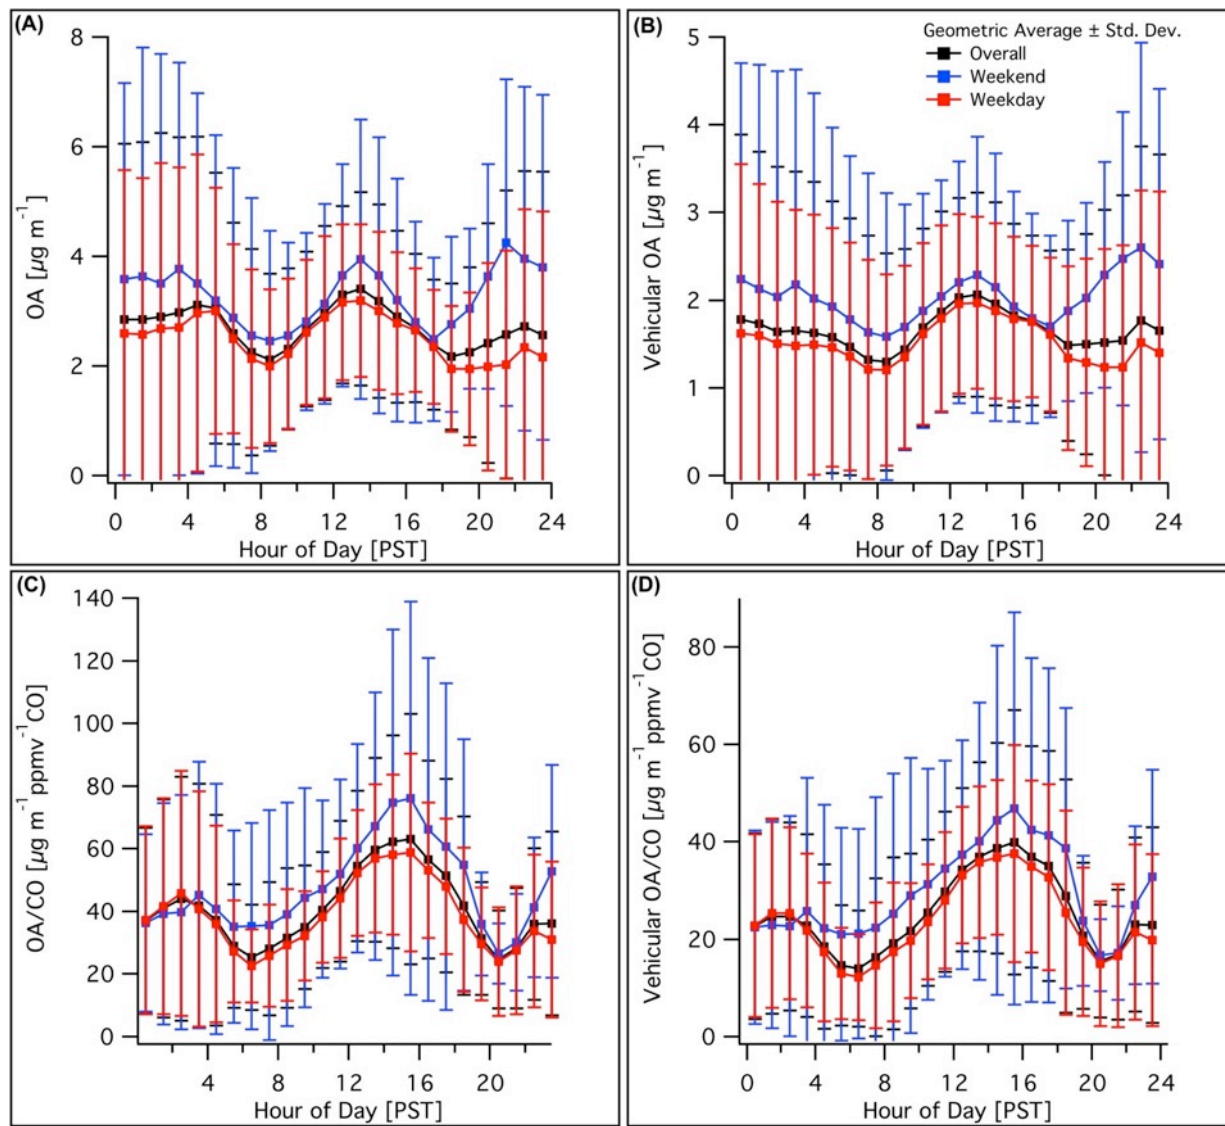 (A)
8
6
4
2
0
OA [µg m⁻¹]
0 4 8 12 16 20 24
Hour of Day [PST]
(B)
Geometric Average ± Std. Dev.
Overall
Weekend
Weekday
5
4
3
2
1
0
Vehicular OA [µg m⁻¹]
0 4 8 12 16 20 24
Hour of Day [PST]
(C)
140
120
100
80
60
40
20
0
OA/CO [µg m⁻¹ ppmv⁻¹CO]
4 8 12 16 20
Hour of Day [PST]
(D)
80
60
40
20
0
Vehicular OA/CO [µg m⁻¹ ppmv⁻¹CO]
0 4 8 12 16 20 24
Hour of Day [PST]